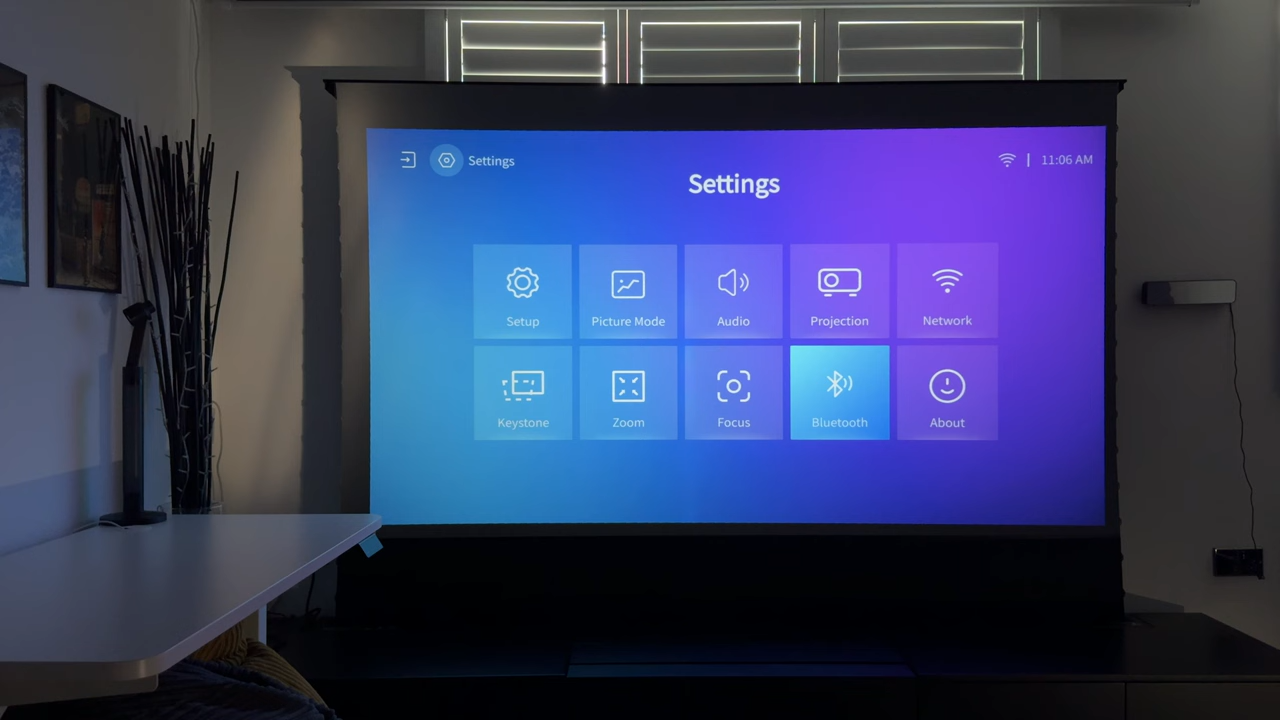 Settings
11:06 AM
Settings
Setup
Picture Mode
Audio
Projection
Network
Keystone
Zoom
Focus
Bluetooth
About